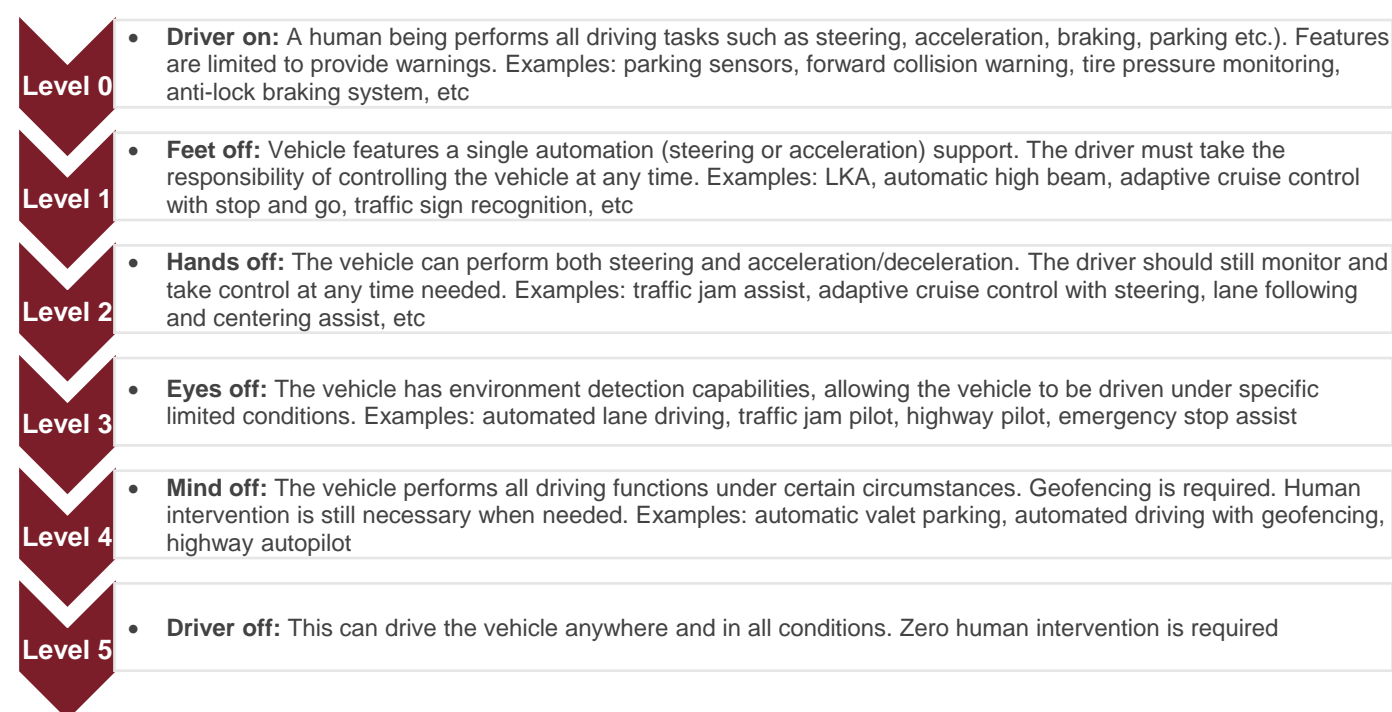 • Driver on: A human being performs all driving tasks such as steering, acceleration, braking, parking etc.). Features
are limited to provide warnings. Examples: parking sensors, forward collision warning, tire pressure monitoring,
Level 0
anti-lock braking system, etc
• Feet off: Vehicle features a single automation (steering or acceleration) support. The driver must take the
responsibility of controlling the vehicle at any time. Examples: LKA, automatic high beam, adaptive cruise control
Level 1
with stop and go, traffic sign recognition, etc
• Hands off: The vehicle can perform both steering and acceleration/deceleration. The driver should still monitor and
take control at any time needed. Examples: traffic jam assist, adaptive cruise control with steering, lane following
Level 2
and centering assist, etc
• Eyes off: The vehicle has environment detection capabilities, allowing the vehicle to be driven under specific
limited conditions. Examples: automated lane driving, traffic jam pilot, highway pilot, emergency stop assist
Level 3
• Mind off: The vehicle performs all driving functions under certain circumstances. Geofencing is required. Human
intervention is still necessary when needed. Examples: automatic valet parking, automated driving with geofencing,
Level 4
highway autopilot
• Driver off: This can drive the vehicle anywhere and in all conditions. Zero human intervention is required
Level 5